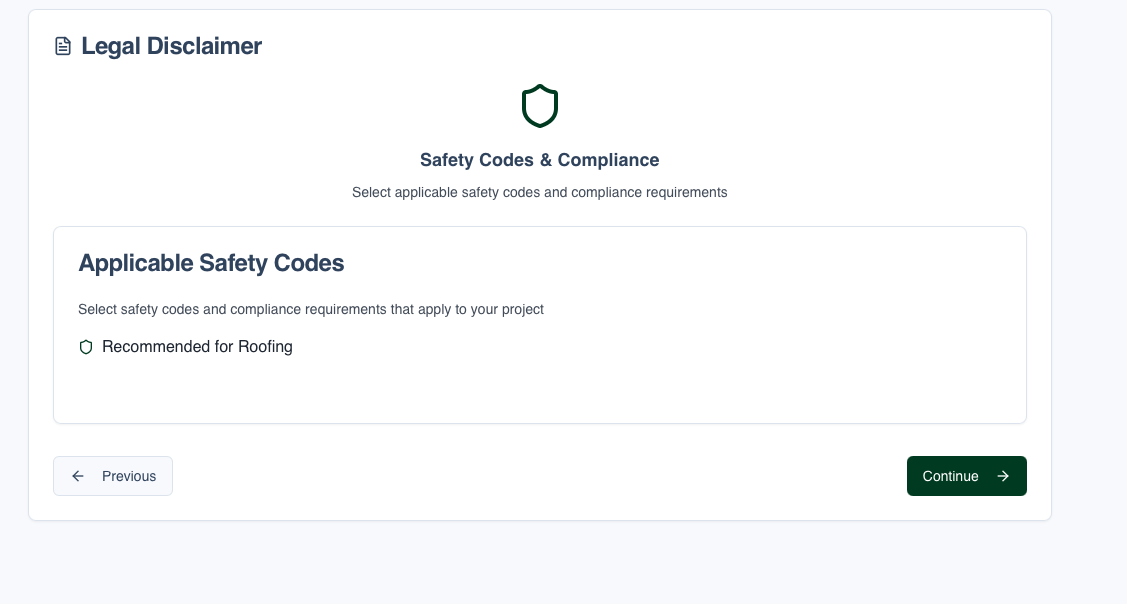 Legal Disclaimer
Safety Codes & Compliance
Select applicable safety codes and compliance requirements
Applicable Safety Codes
Select safety codes and compliance requirements that apply to your project
Recommended for Roofing
Previous
Continue